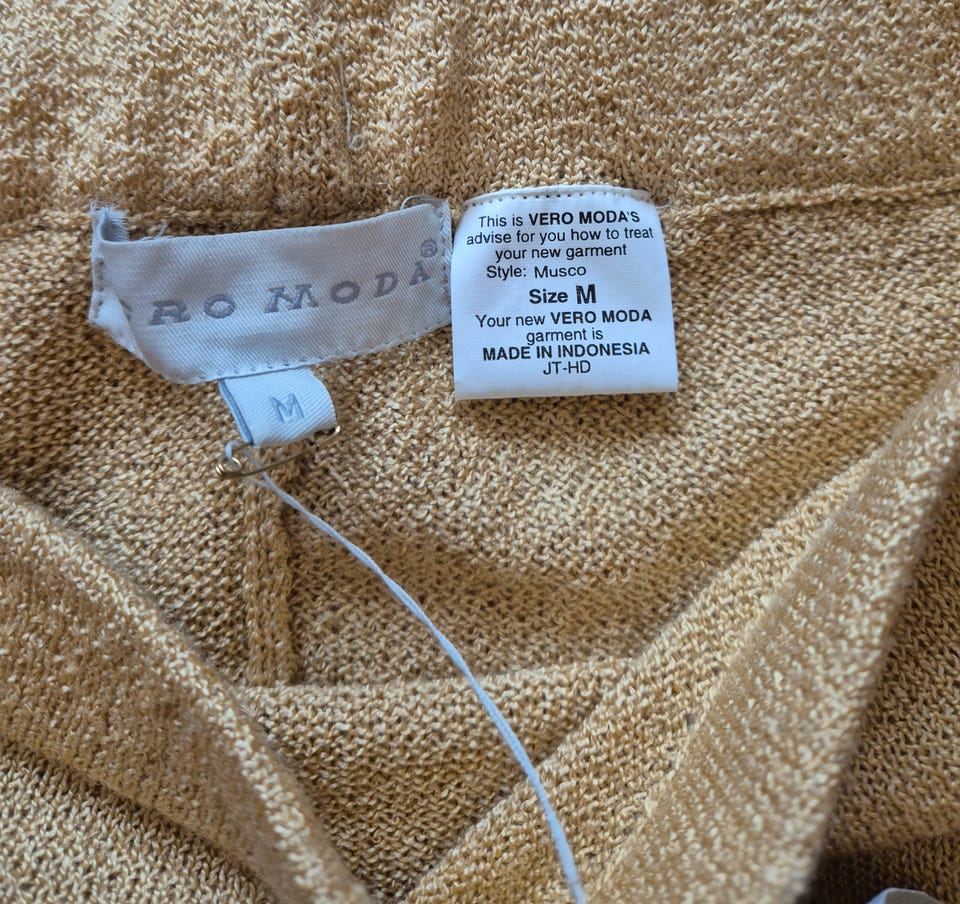 RO MODA®
M
This is VERO MODA'S
advise for you how to treat
your new garment
Style: Musco
Size M
Your new VERO MODA
garment is
MADE IN INDONESIA
JT-HD